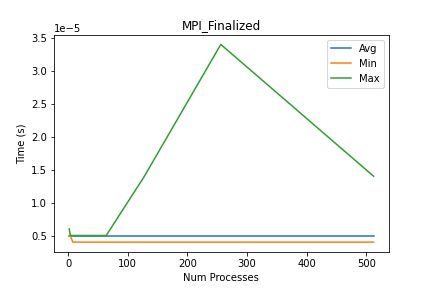 MPI_Finalized
1e−5
3.5
3.0
2.5
2.0
1.5
1.0
0.5
Time (s)
Avg
Min
Max
0 100 200 300 400 500
Num Processes